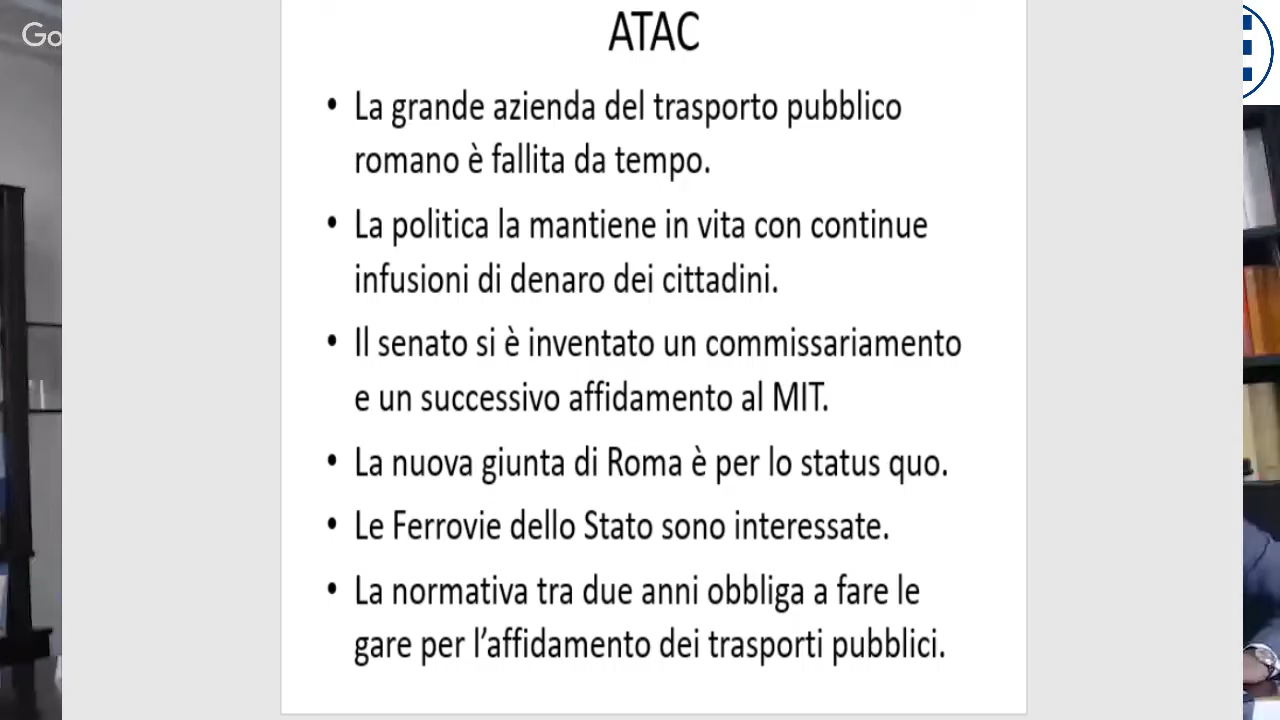 Go
ATAC
• La grande azienda del trasporto pubblico
romano è fallita da tempo.
• La politica la mantiene in vita con continue
infusioni di denaro dei cittadini.
• Il senato si è inventato un commissariamento
e un successivo affidamento al MIT.
• La nuova giunta di Roma è per lo status quo.
• Le Ferrovie dello Stato sono interessate.
• La normativa tra due anni obbliga a fare le
gare per l’affidamento dei trasporti pubblici.